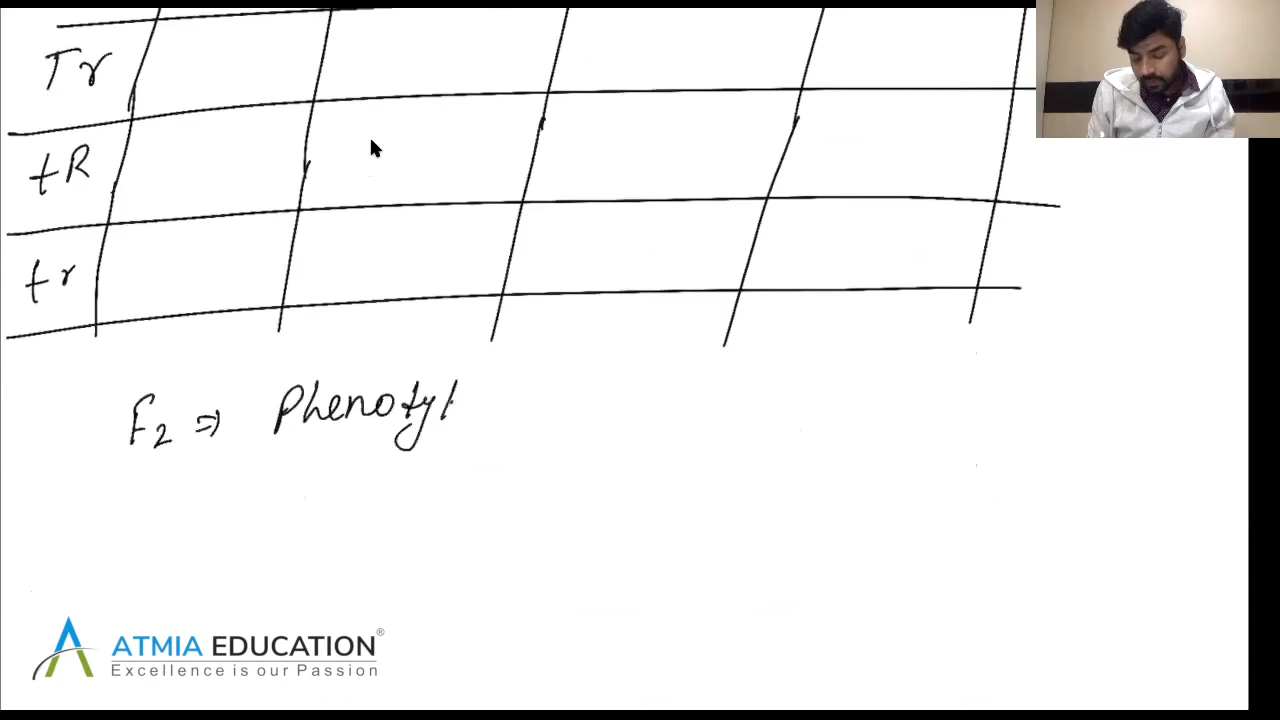 Tr
tR
tr
F2 ⇒ Phenotyp
ATMIA EDUCATION®
Excellence is our Passion